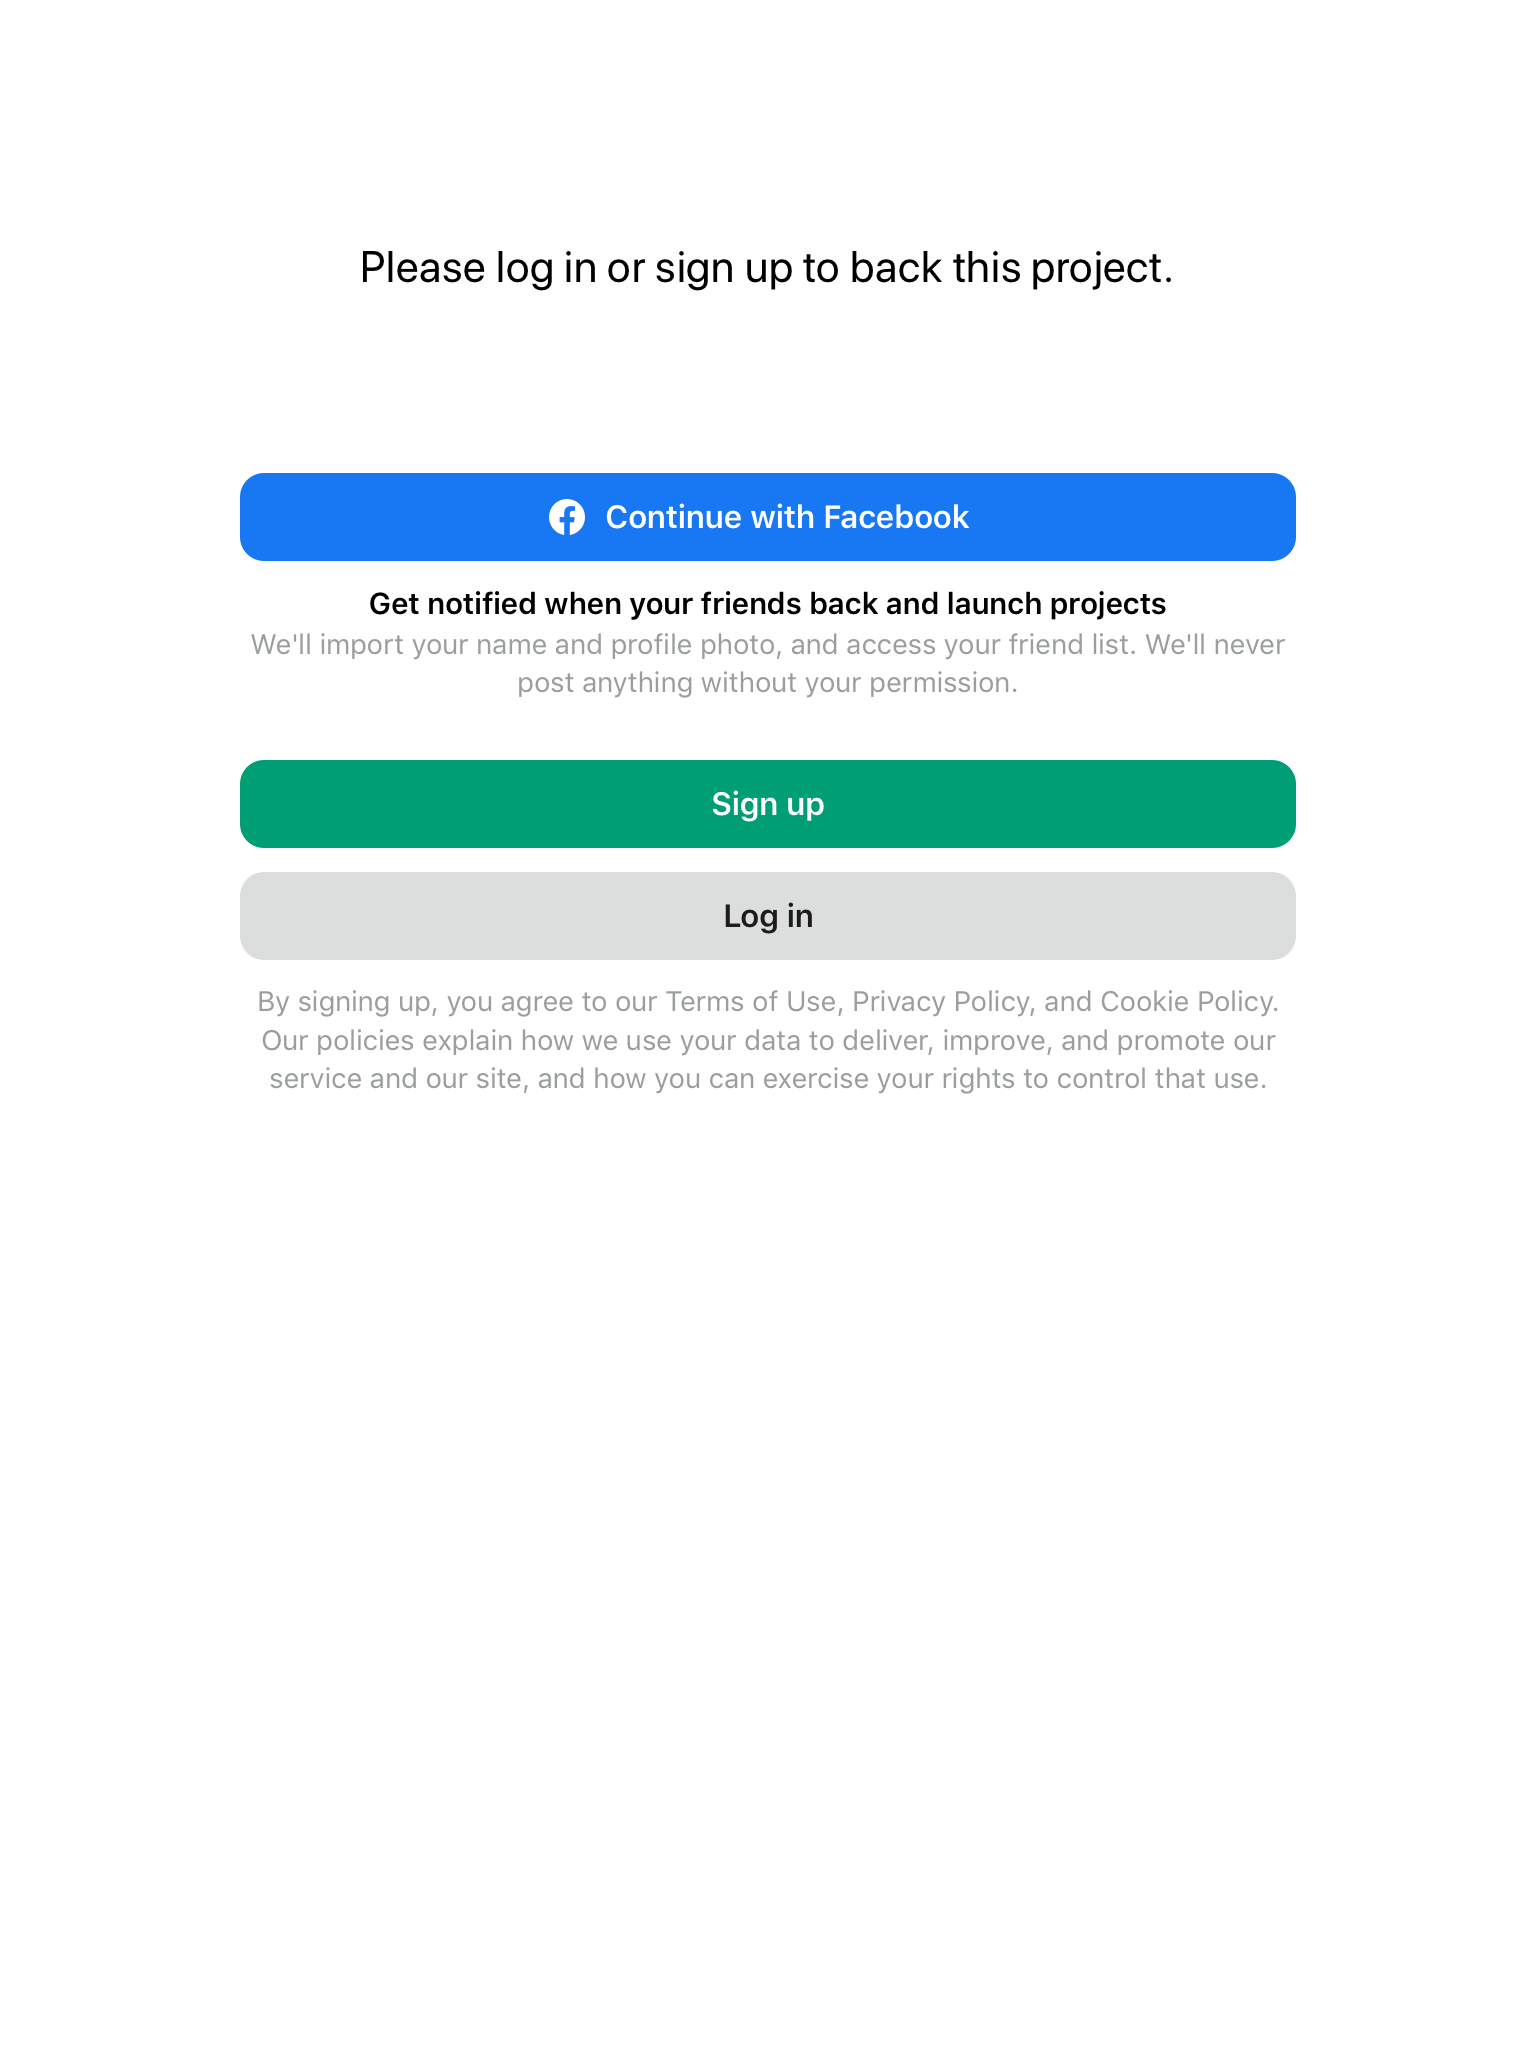 Please log in or sign up to back this project.
Continue with Facebook
Get notified when your friends back and launch projects
We'll import your name and profile photo, and access your friend list. We'll never
post anything without your permission.
Sign up
Log in
By signing up, you agree to our Terms of Use, Privacy Policy, and Cookie Policy.
Our policies explain how we use your data to deliver, improve, and promote our
service and our site, and how you can exercise your rights to control that use.